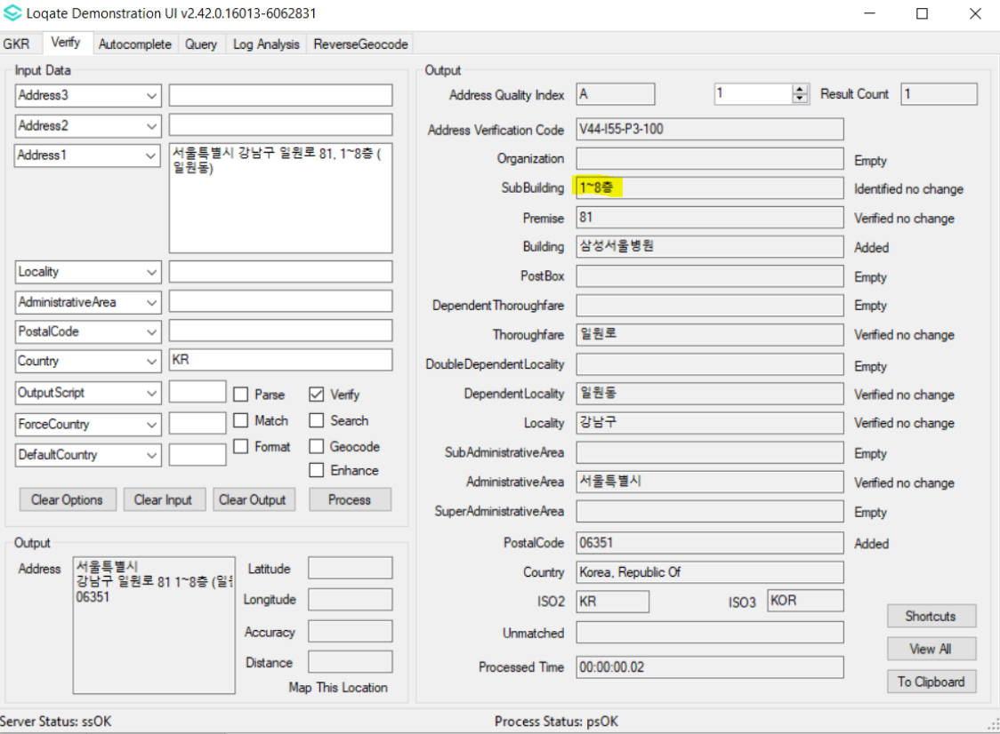 Loqate Demonstration UI v2.42.0.16013-6062831
GKR Verify Autocomplete Query Log Analysis ReverseGeocode
Input Data
Address3
Address2
Address1 서울특별시 강남구 일원로 81, 1~8층 (
일원동)
Locality
AdministrativeArea
PostalCode
Country KR
OutputScript Parse Verify
ForceCountry Match Search
DefaultCountry Format Geocode
Enhance
Clear Options Clear Input Clear Output Process
Output
Address 서울특별시
강남구 일원로 81 1~8층 (일원
06351
Latitude
Longitude
Accuracy
Distance
Map This Location
Output
Address Quality Index A 1 Result Count 1
Address Verification Code V44-I55-P3-100
Organization Empty
SubBuilding 1~8층 Identified no change
Premise 81 Verified no change
Building 삼성서울병원 Added
PostBox Empty
DependentThoroughfare Empty
Thoroughfare 일원로 Verified no change
DoubleDependentLocality Empty
DependentLocality 일원동 Verified no change
Locality 강남구 Verified no change
SubAdministrativeArea Empty
AdministrativeArea 서울특별시 Verified no change
SuperAdministrativeArea Empty
PostalCode 06351 Added
Country Korea, Republic Of
ISO2 KR ISO3 KOR
Unmatched
Processed Time 00:00:00.02
Shortcuts
View All
To Clipboard
Server Status: ssOK Process Status: psOK